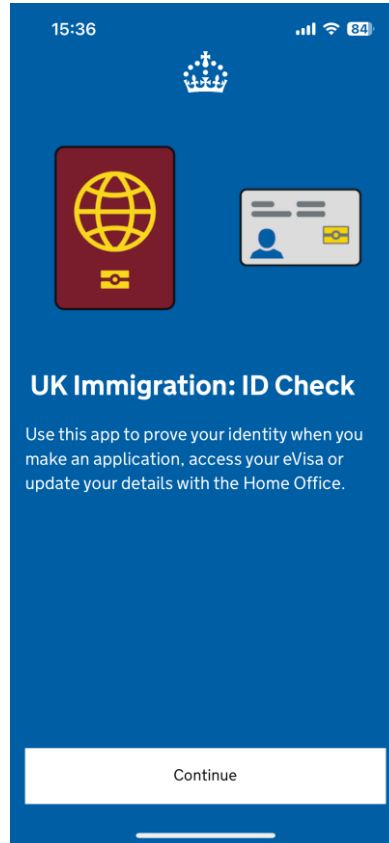 15:36
84
UK Immigration: ID Check
Use this app to prove your identity when you
make an application, access your eVisa or
update your details with the Home Office.
Continue